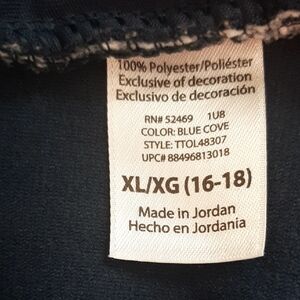 100% Polyester/Poliéster
Exclusive of decoration
Exclusivo de decoración
RN# 52469 1U8
COLOR: BLUE COVE
STYLE: TTOL48307
UPC# 88496813018
XL/XG (16-18)
Made in Jordan
Hecho en Jordania